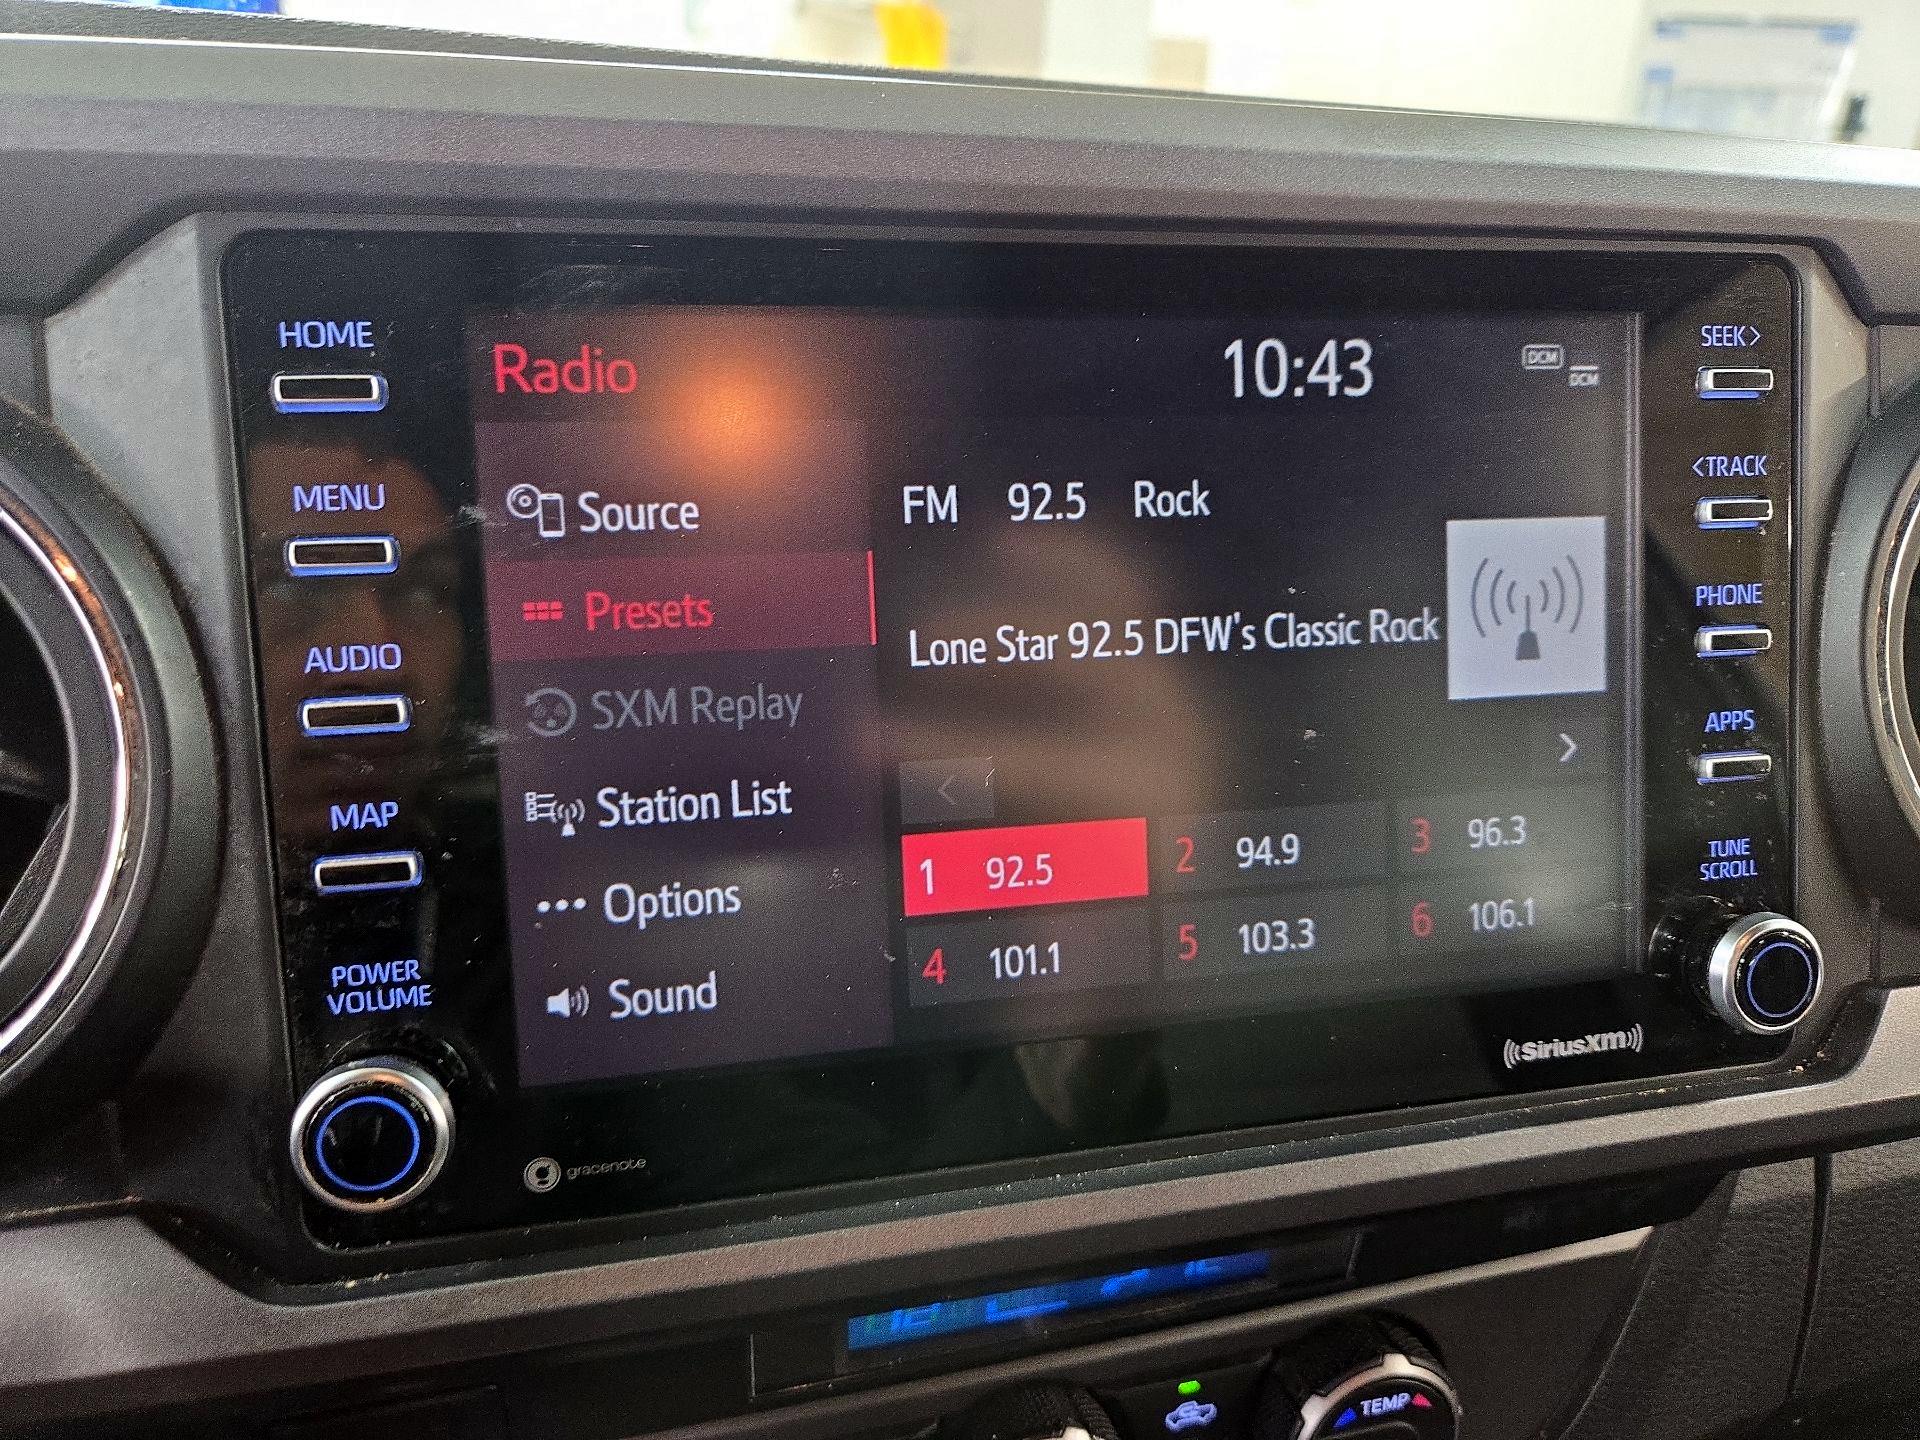 HOME
MENU
AUDIO
MAP
POWER
VOLUME
Radio
10:43
DCM
DCM
Source
Presets
SXM Replay
Station List
Options
Sound
FM 92.5 Rock
Lone Star 92.5 DFW's Classic Rock
<
>
1 92.5
2 94.9
3 96.3
4 101.1
5 103.3
6 106.1
SEEK>
<TRACK
PHONE
APPS
TUNE
SCROLL
gracenote
((SiriusXM))
TEMP